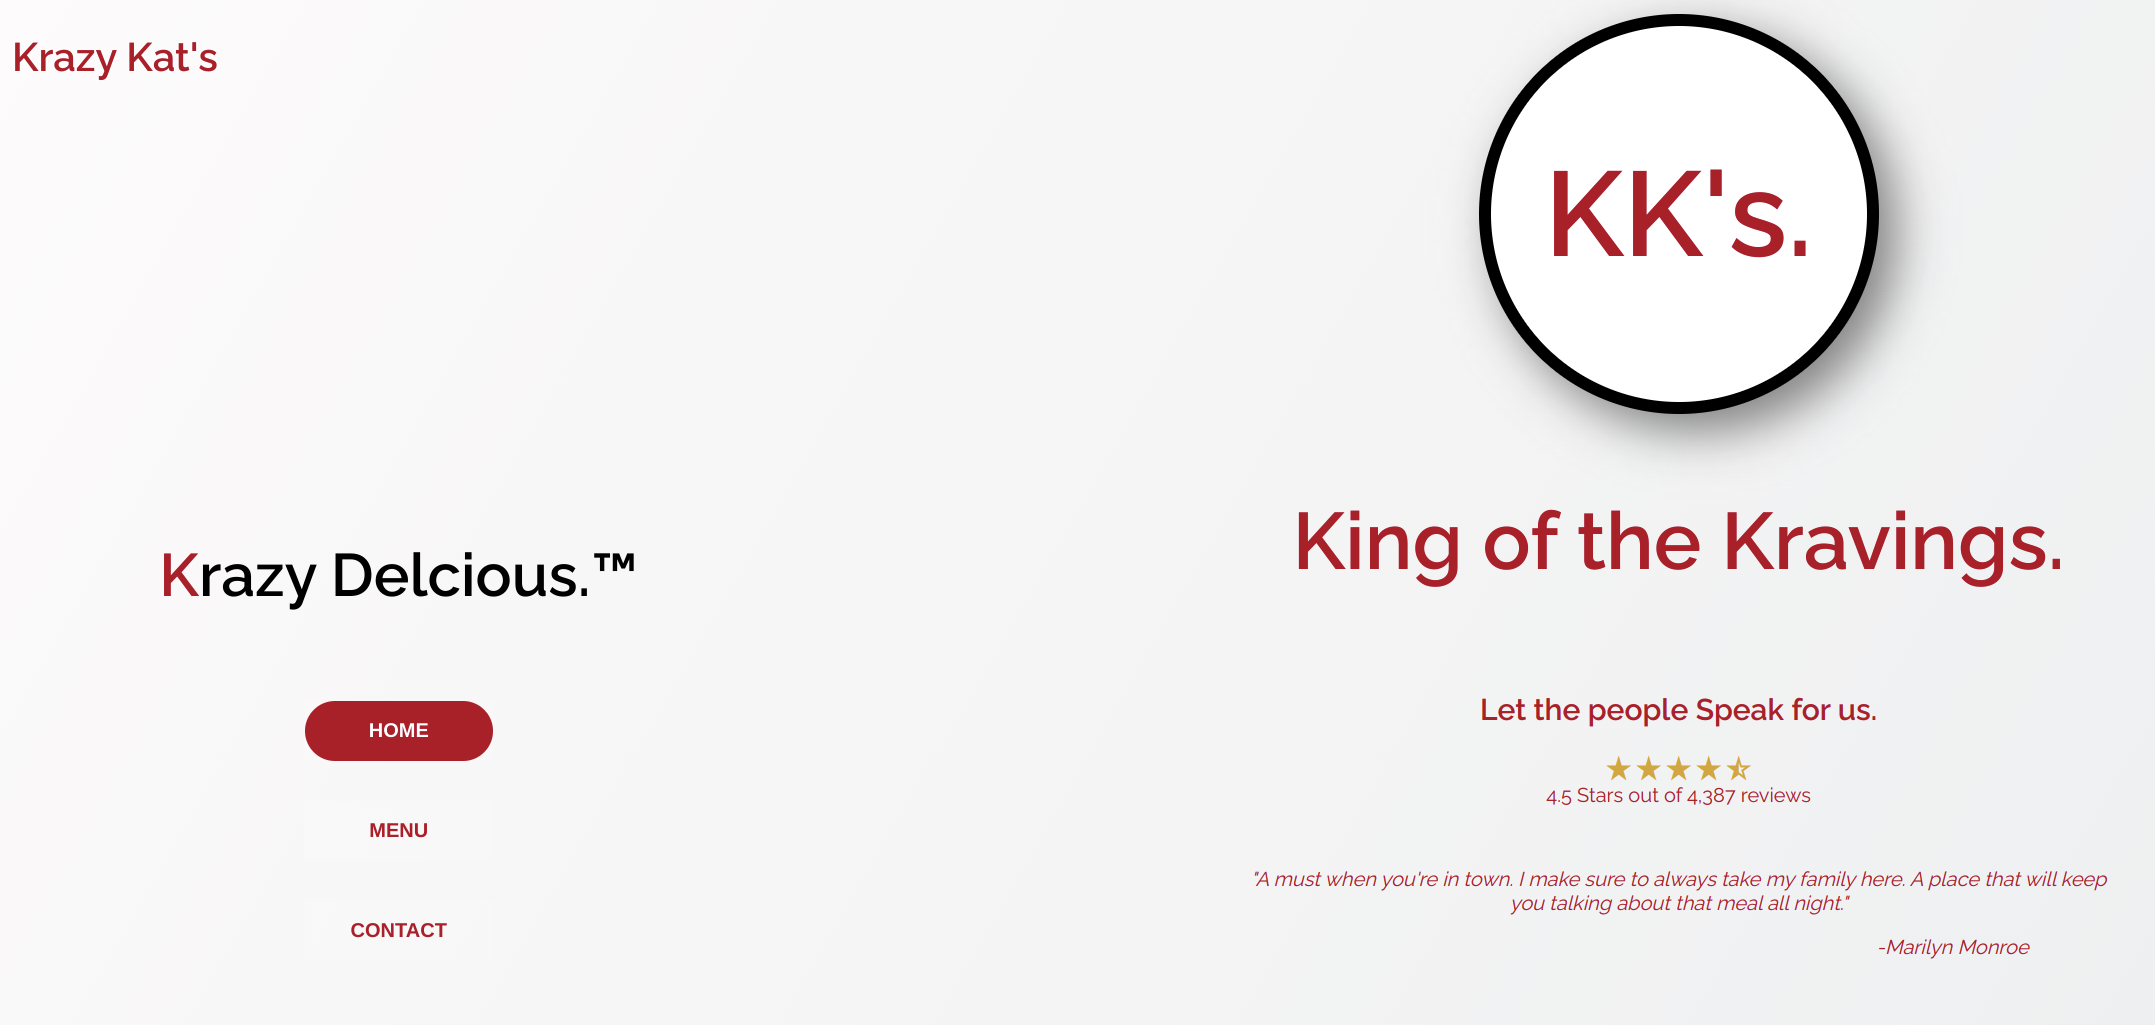 Krazy Kat's
Krazy Delcious.™
HOME
MENU
CONTACT
KK's.
King of the Kravings.
Let the people Speak for us.
4.5 Stars out of 4,387 reviews
"A must when you're in town. I make sure to always take my family here. A place that will keep
you talking about that meal all night."
-Marilyn Monroe